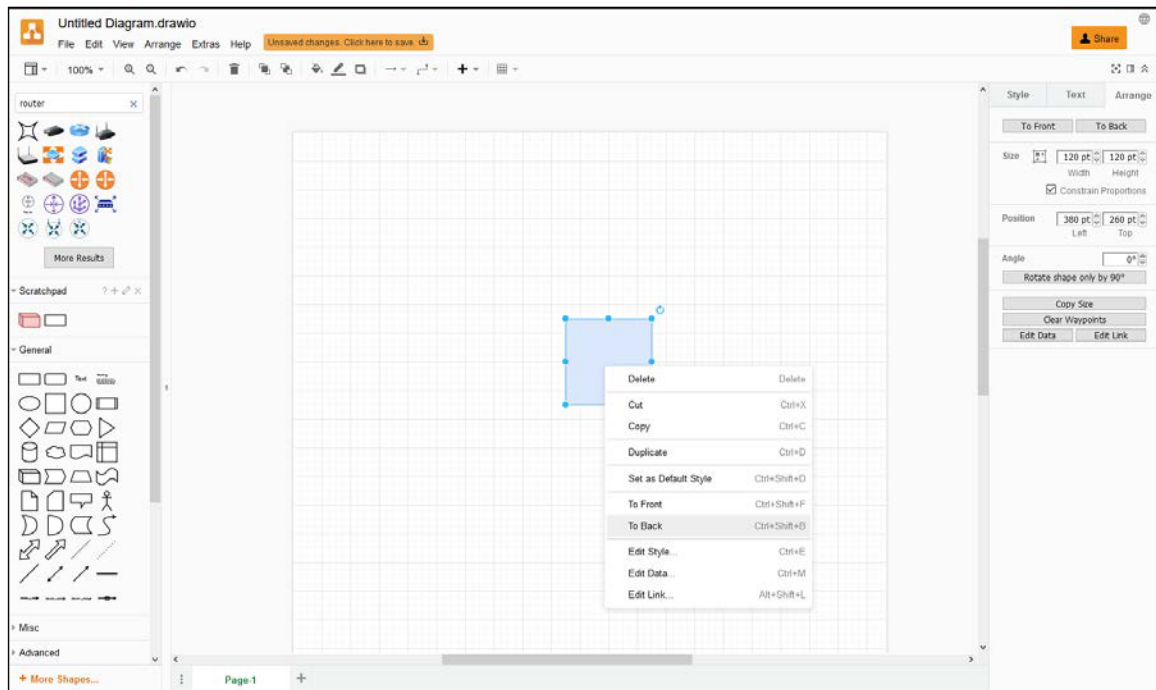 Untitled Diagram.drawio
File Edit View Arrange Extras Help Unsaved changes. Click here to save.
Share
100%
router
More Results
Scratchpad
General
Text
Misc
Advanced
+ More Shapes...
Delete Delete
Cut Ctrl+X
Copy Ctrl+C
Duplicate Ctrl+D
Set as Default Style Ctrl+Shift+D
To Front Ctrl+Shift+F
To Back Ctrl+Shift+B
Edit Style... Ctrl+E
Edit Data... Ctrl+M
Edit Link... Alt+Shift+L
Page-1
Style Text Arrange
To Front To Back
Size 120 pt 120 pt
Width Height
Constrain Proportions
Position 380 pt 260 pt
Left Top
Angle 0°
Rotate shape only by 90°
Copy Size
Clear Waypoints
Edit Data Edit Link